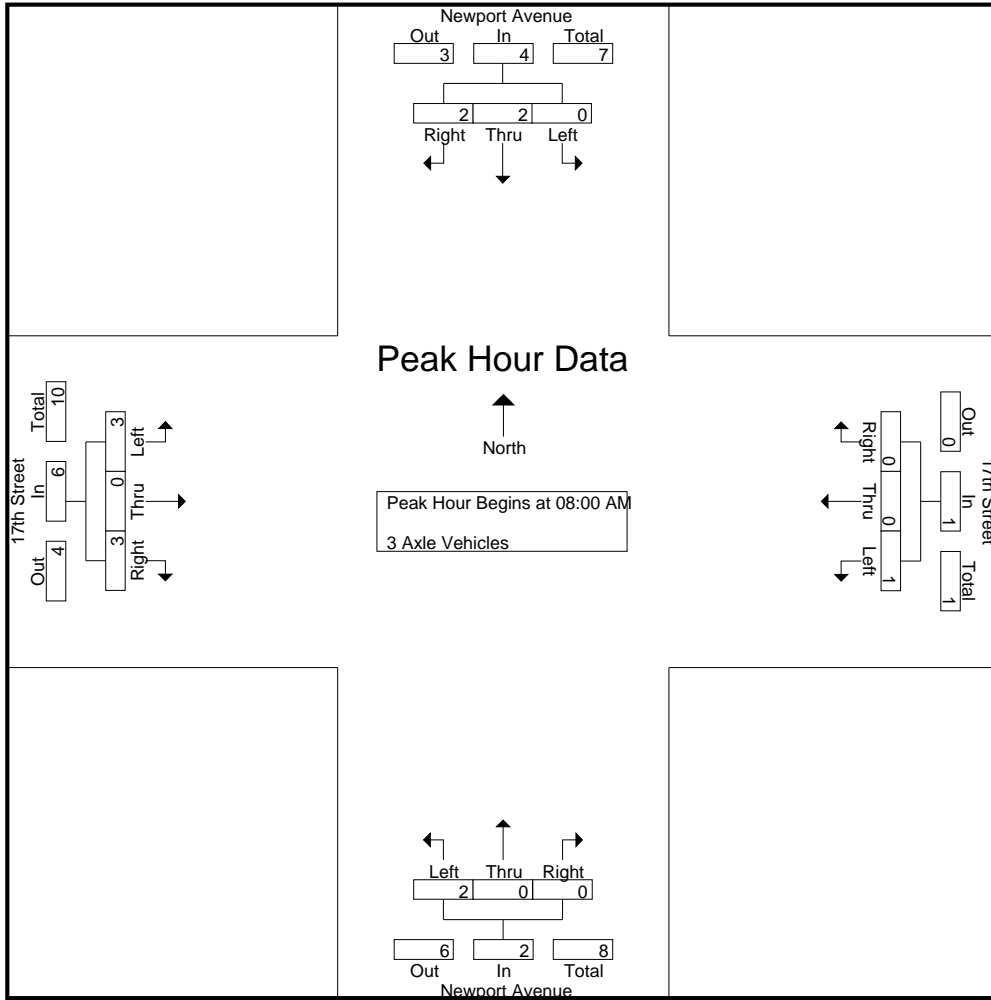 Newport Avenue
Out In Total
3 4 7
2 2 0
Right Thru Left
Peak Hour Data
North
Peak Hour Begins at 08:00 AM
3 Axle Vehicles
17th Street
Out In Total
4 6 10
3 0 3
Left Thru Right
17th Street
Out In Total
0 1 1
0 0 1
Right Thru Left
Left Thru Right
2 0 0
6 2 8
Out In Total
Newport Avenue